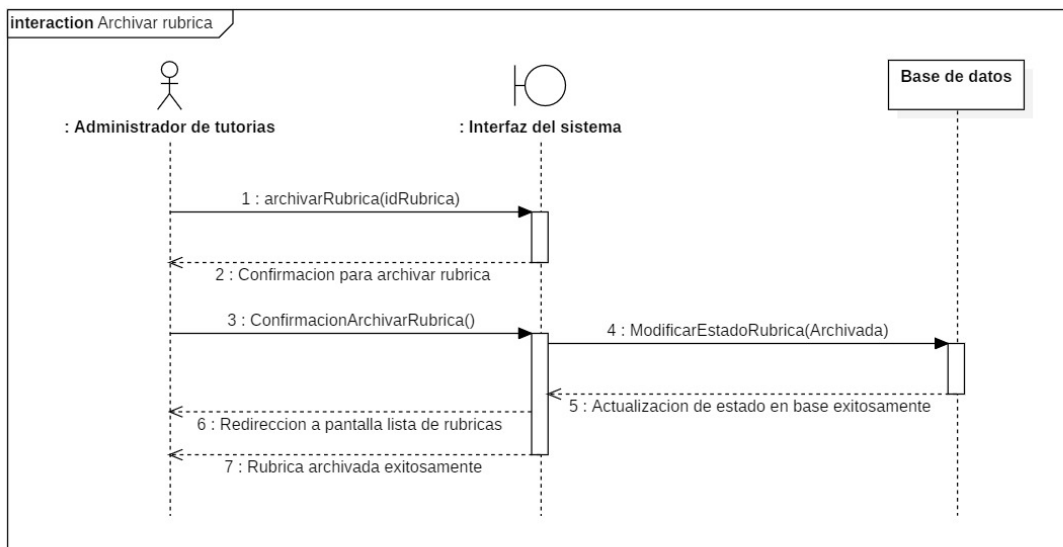 interaction Archivar rubrica
Base de datos
: Administrador de tutorias
: Interfaz del sistema
1 : archivarRubrica(idRubrica)
2 : Confirmacion para archivar rubrica
3 : ConfirmacionArchivarRubrica()
4 : ModificarEstadoRubrica(Archivada)
5 : Actualizacion de estado en base exitosamente
6 : Redireccion a pantalla lista de rubricas
7 : Rubrica archivada exitosamente